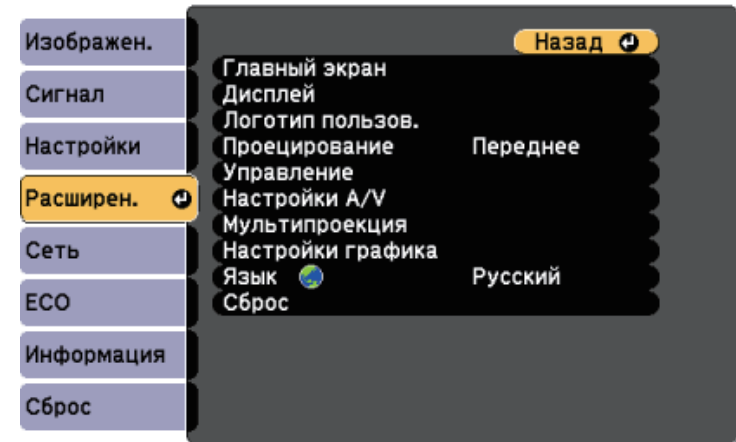 Изображен.
Сигнал
Настройки
Расширен.
Сеть
ECO
Информация
Сброс
Назад
Главный экран
Дисплей
Логотип пользов.
Проецирование Переднее
Управление
Настройки A/V
Мультипроекция
Настройки графика
Язык Русский
Сброс